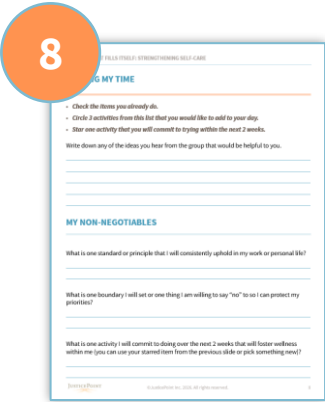 8
FILLS ITSELF: STRENGTHENING SELF-CARE
MY TIME
• Check the items you already do.
• Circle 3 activities from this list that you would like to add to your day.
• Star one activity that you will commit to trying within the next 2 weeks.
Write down any of the ideas you hear from the group that would be helpful to you.
MY NON-NEGOTIABLES
What is one standard or principle that I will consistently uphold in my work or personal life?
What is one boundary I will set or one thing I am willing to say "no" to so I can protect my
priorities?
What is one activity I will commit to doing over the next 2 weeks that will foster wellness
within me (you can use your starred item from the previous slide or pick something new)?
All rights reserved.